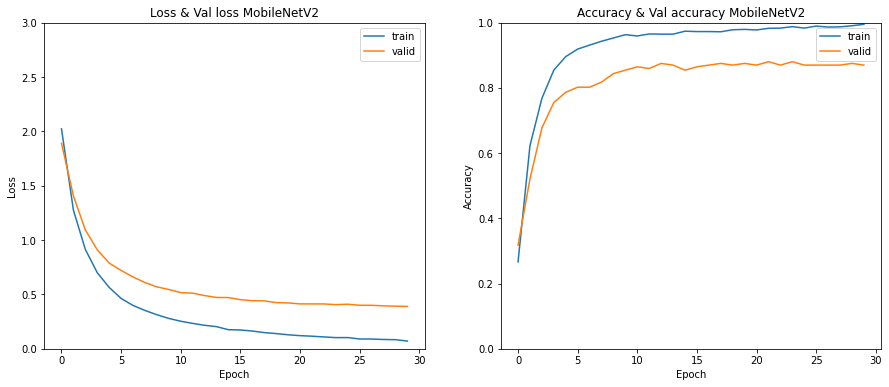 Loss & Val loss MobileNetV2
3.0
2.5
2.0
1.5
1.0
0.5
0.0
Loss
0 5 10 15 20 25 30
Epoch
train
valid
Accuracy & Val accuracy MobileNetV2
1.0
0.8
0.6
0.4
0.2
0.0
Accuracy
0 5 10 15 20 25 30
Epoch
train
valid